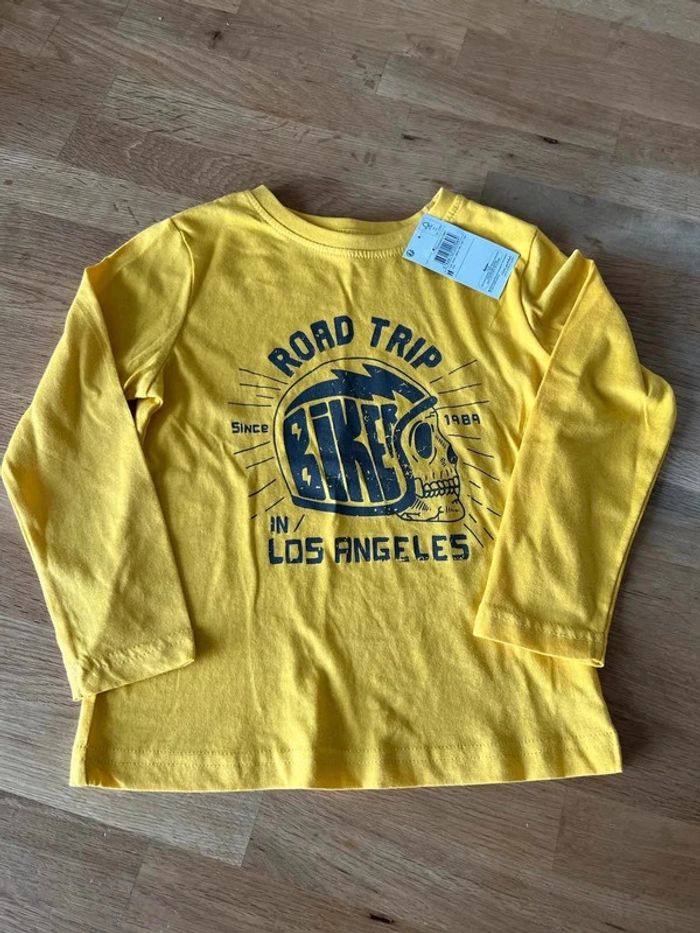 ROAD TRIP
SINCE
1989
BIKER
IN
LOS ANGELES